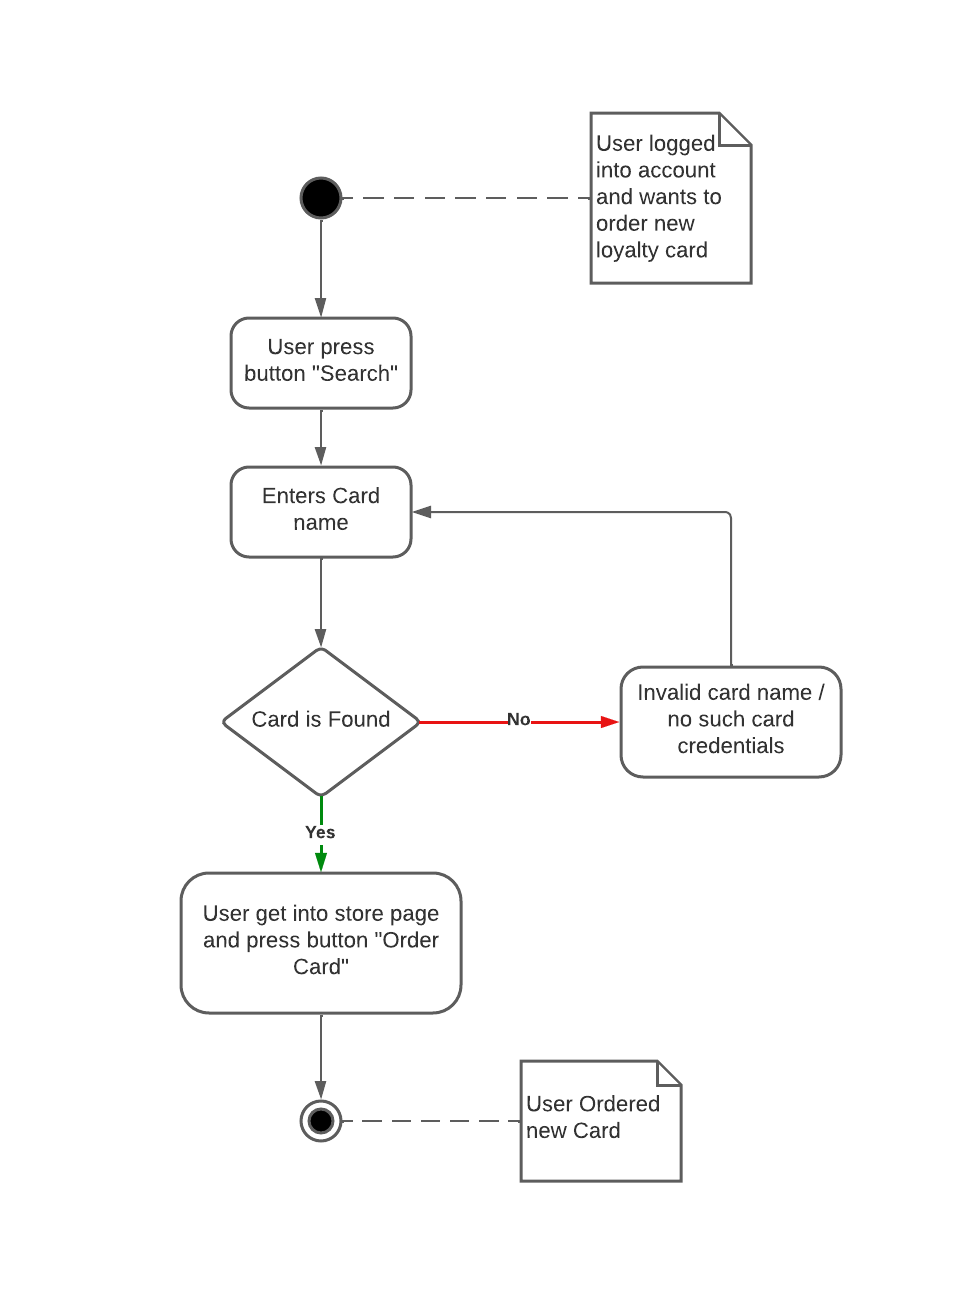 User logged
into account
and wants to
order new
loyalty card
User press
button "Search"
Enters Card
name
Card is Found
No
Invalid card name /
no such card
credentials
Yes
User get into store page
and press button "Order
Card"
User Ordered
new Card